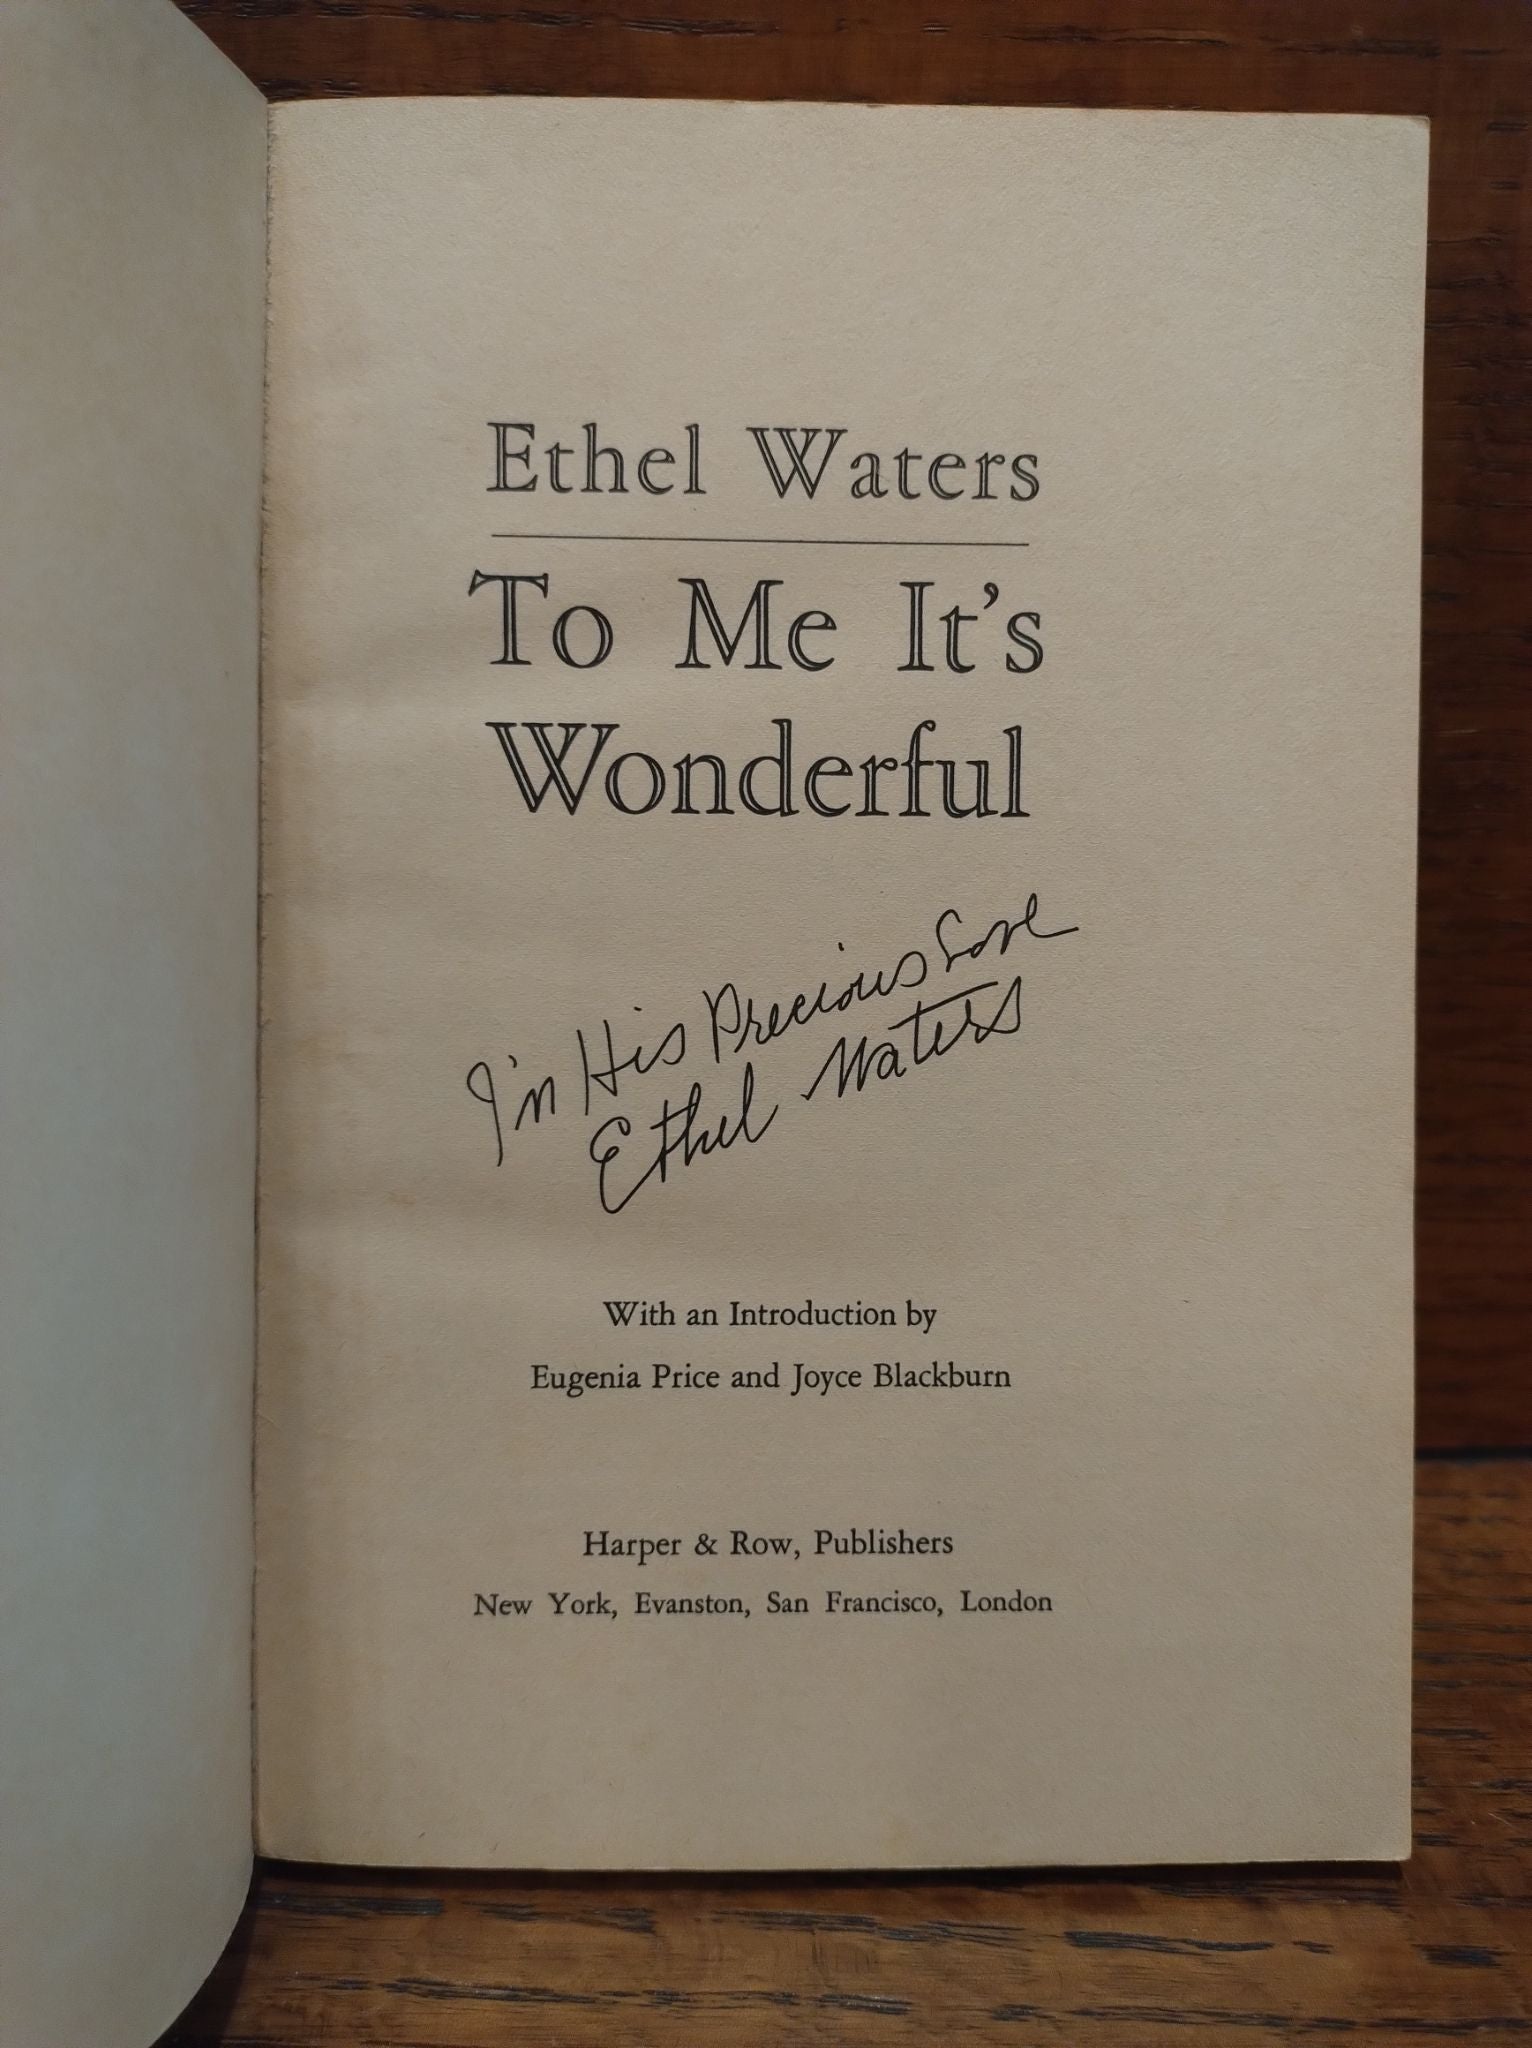 Ethel Waters
To Me It's
Wonderful
I'n His Precious Love
Ethel Waters
With an Introduction by
Eugenia Price and Joyce Blackburn
Harper & Row, Publishers
New York, Evanston, San Francisco, London